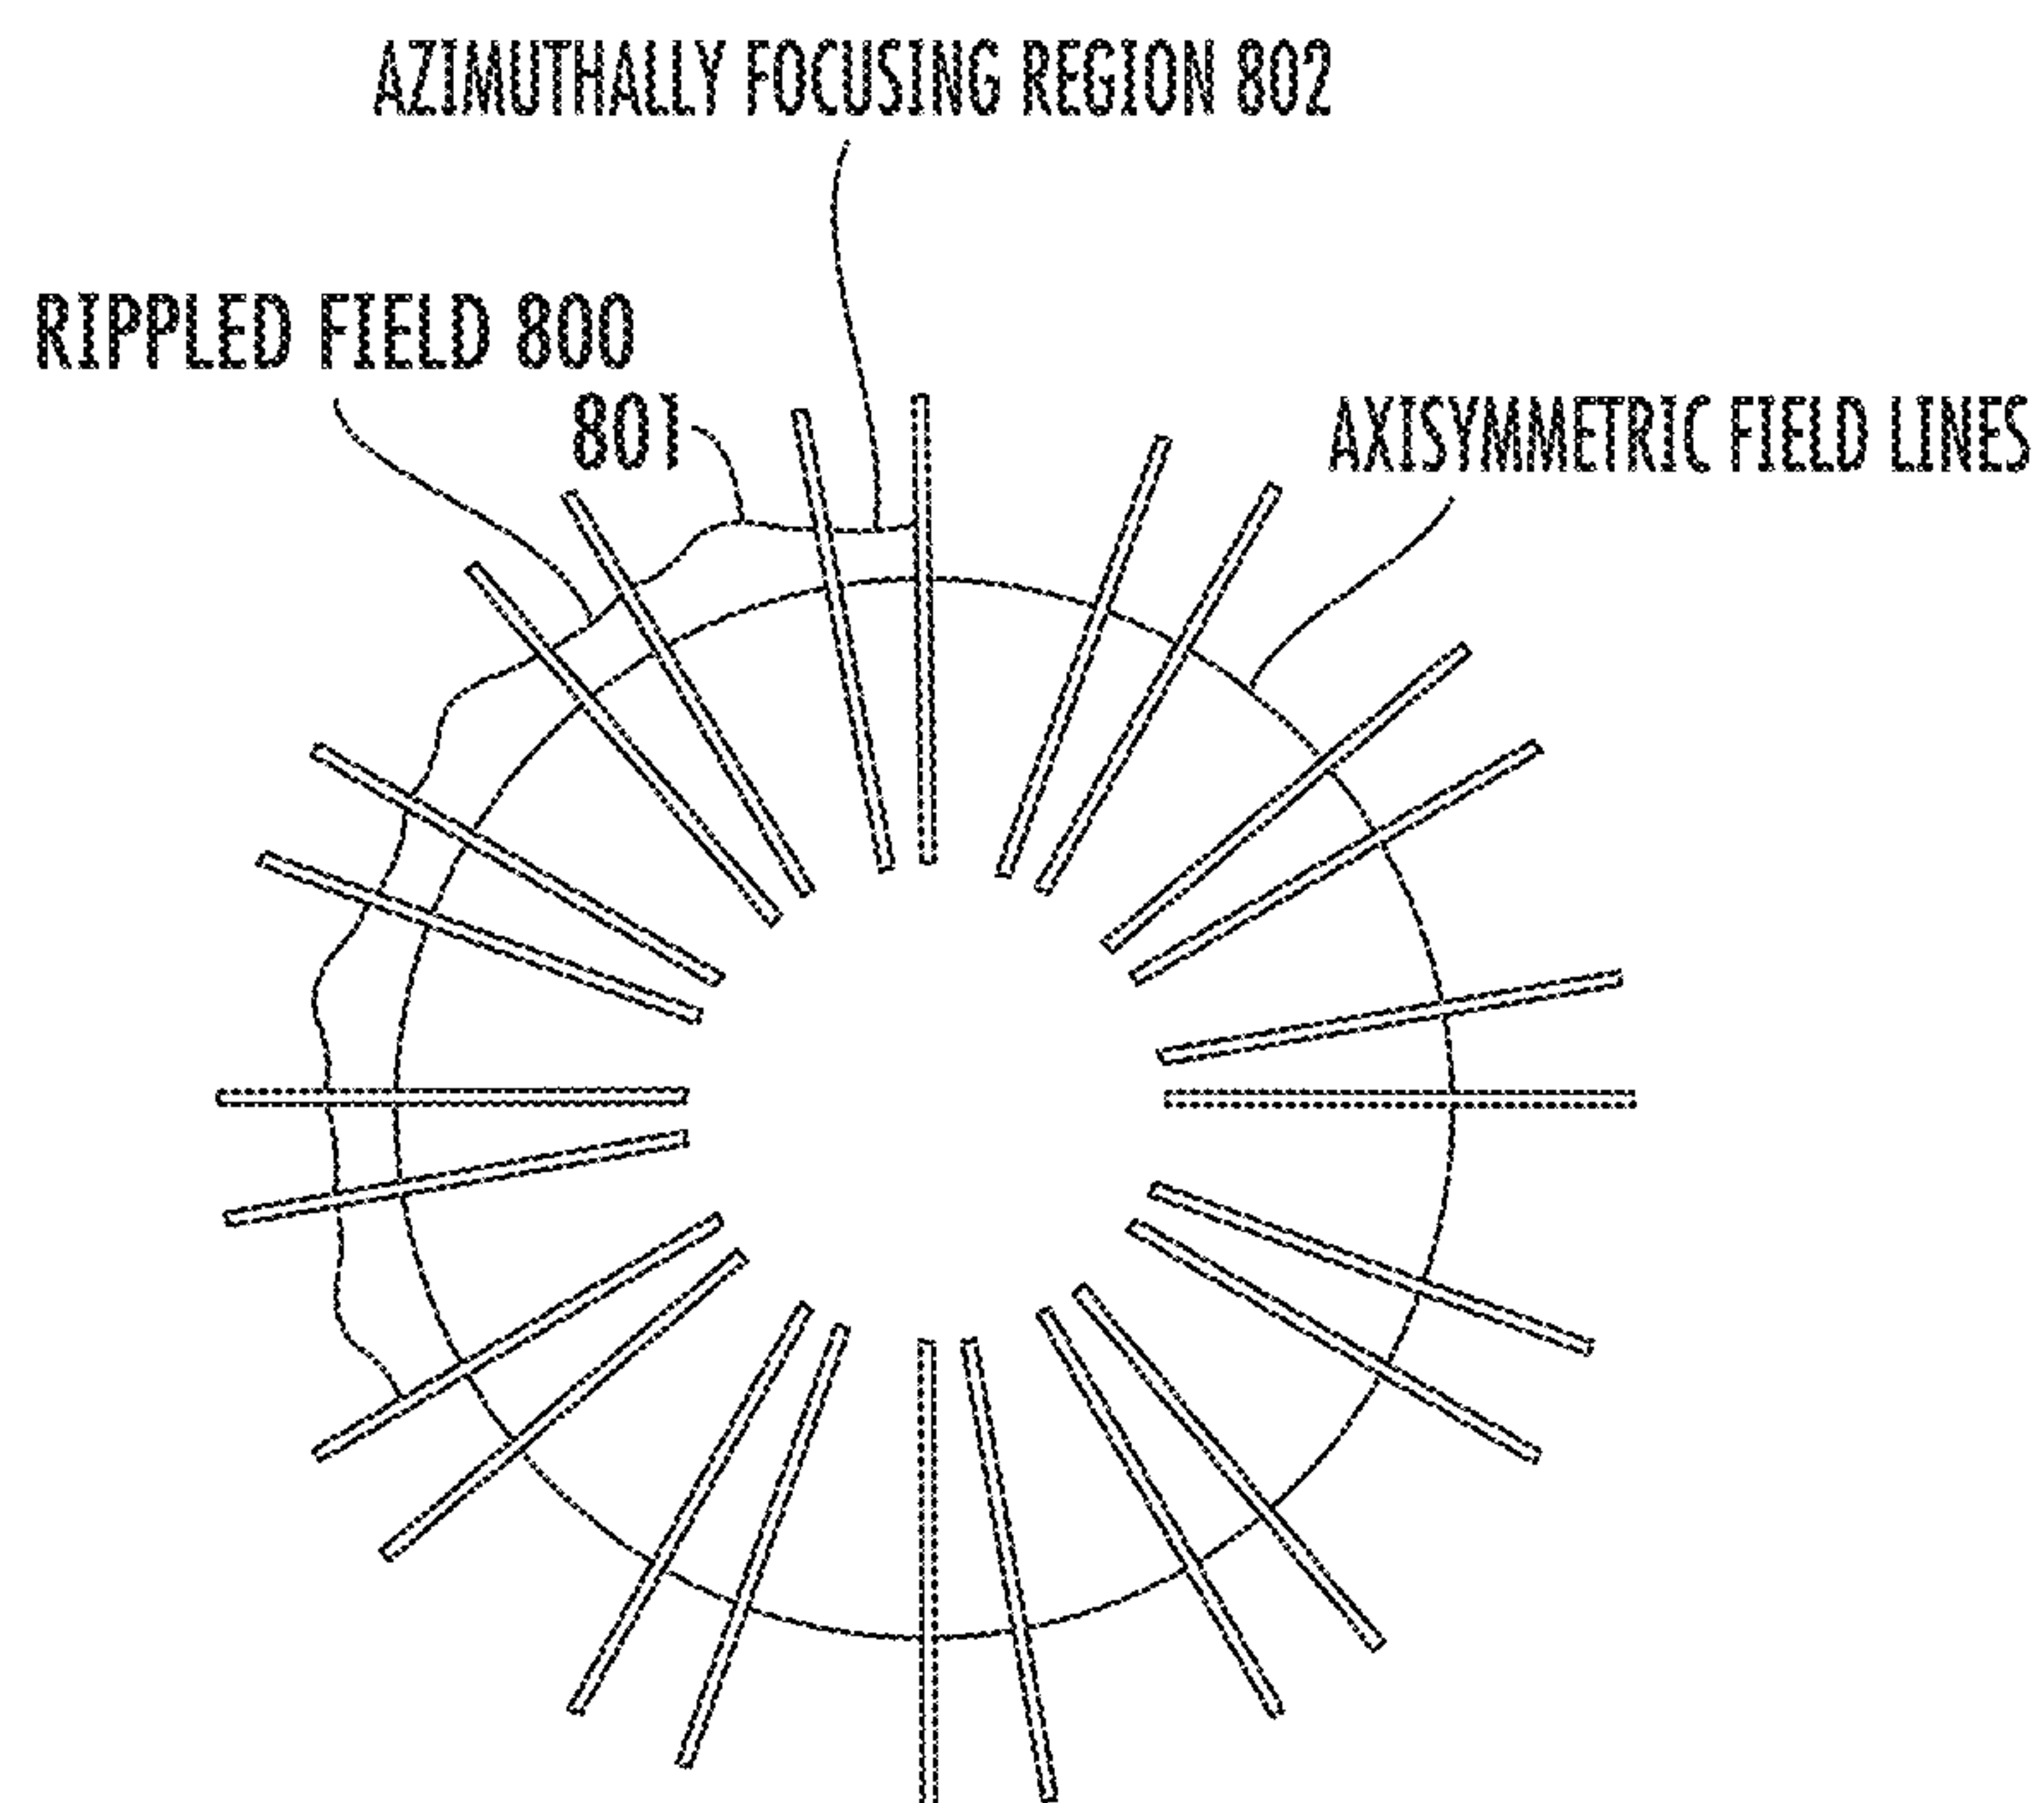 AZIMUTHALLY FOCUSING REGION 802
RIPPLED FIELD 800
801
AXISYMMETRIC FIELD LINES